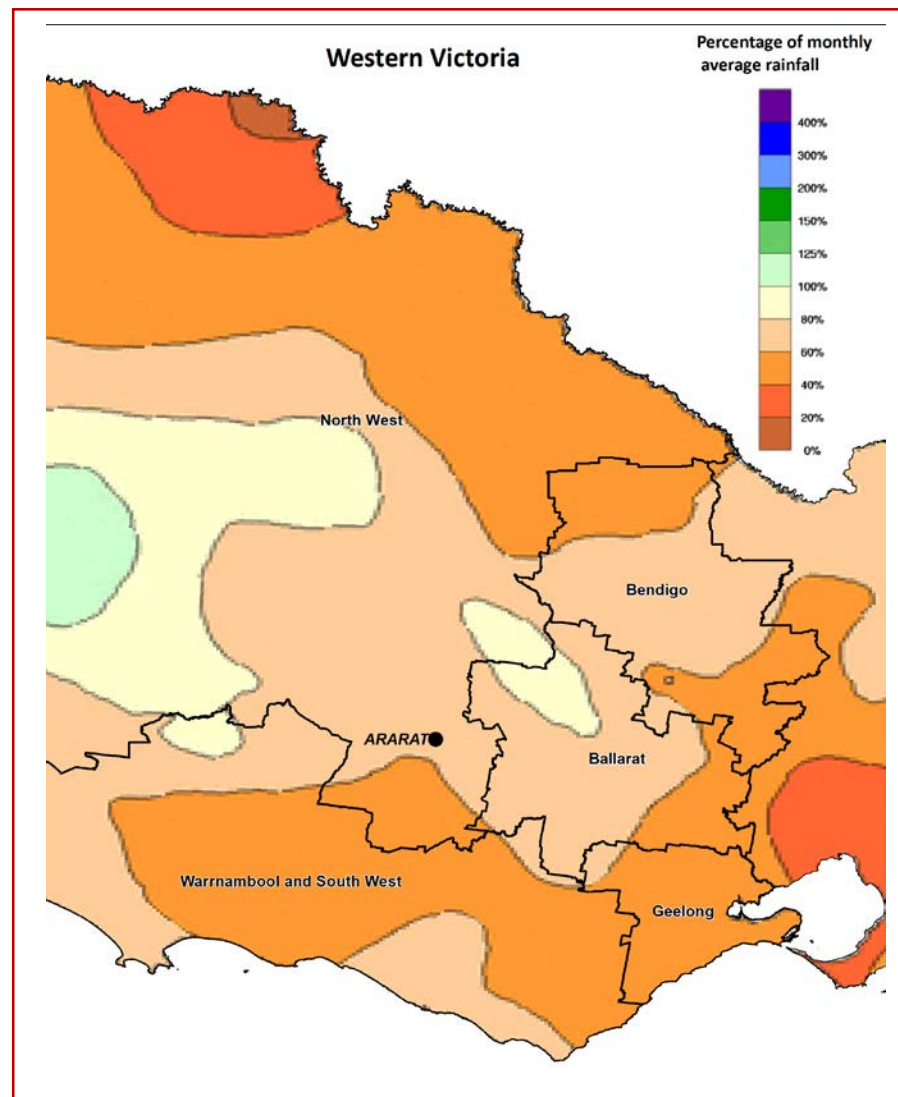 Western Victoria
Percentage of monthly
average rainfall
400%
300%
200%
150%
125%
100%
80%
60%
40%
20%
0%
North West
Bendigo
ARARAT
Ballarat
Warrnambool and South West
Geelong